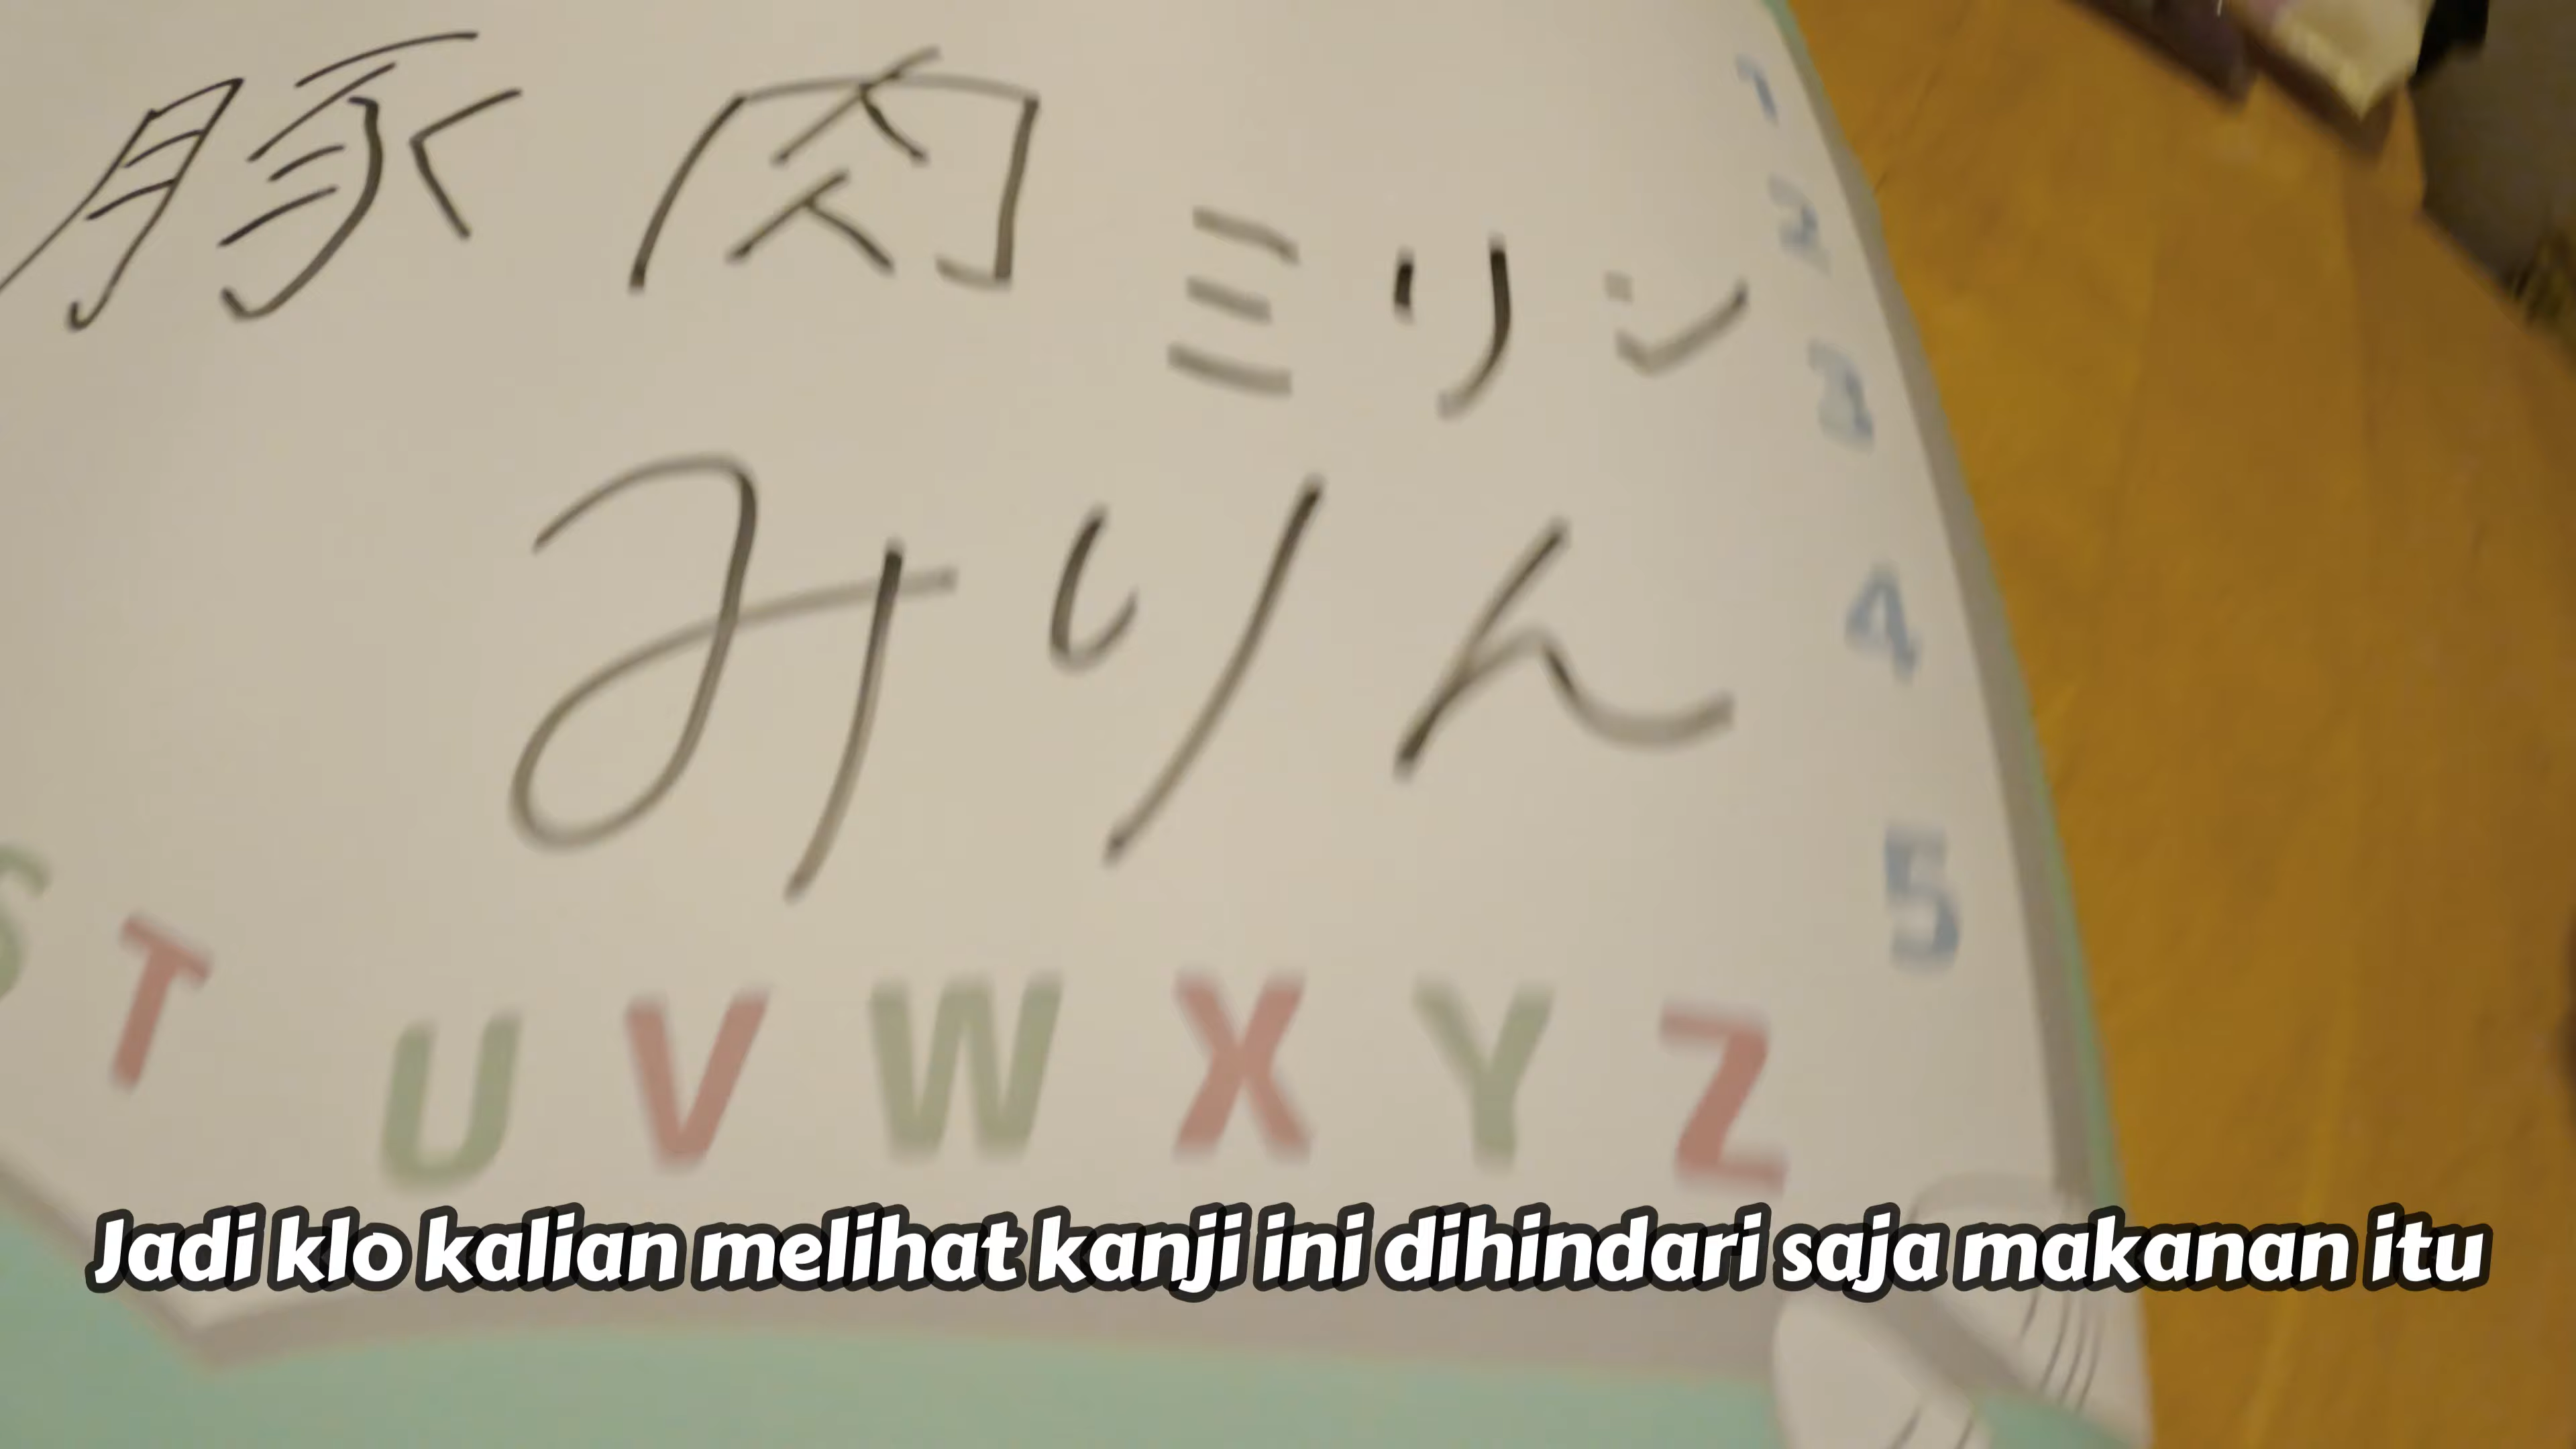 豚肉 ミリン
みりん
1
2
3
4
5
S T U V W X Y Z
Jadi klo kalian melihat kanji ini dihindari saja makanan itu